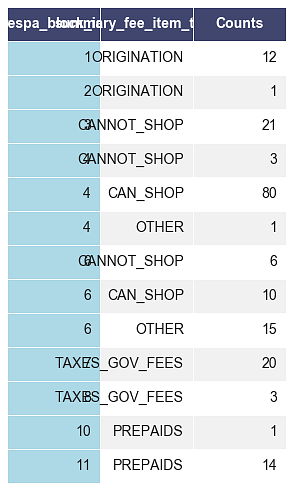 espa_block_n summary_fee_item_t Counts
1 ORIGINATION 12
2 ORIGINATION 1
3 CANNOT_SHOP 21
4 CANNOT_SHOP 3
4 CAN_SHOP 80
4 OTHER 1
6 CANNOT_SHOP 6
6 CAN_SHOP 10
6 OTHER 15
7 TAXES_GOV_FEES 20
8 TAXES_GOV_FEES 3
10 PREPAIDS 1
11 PREPAIDS 14